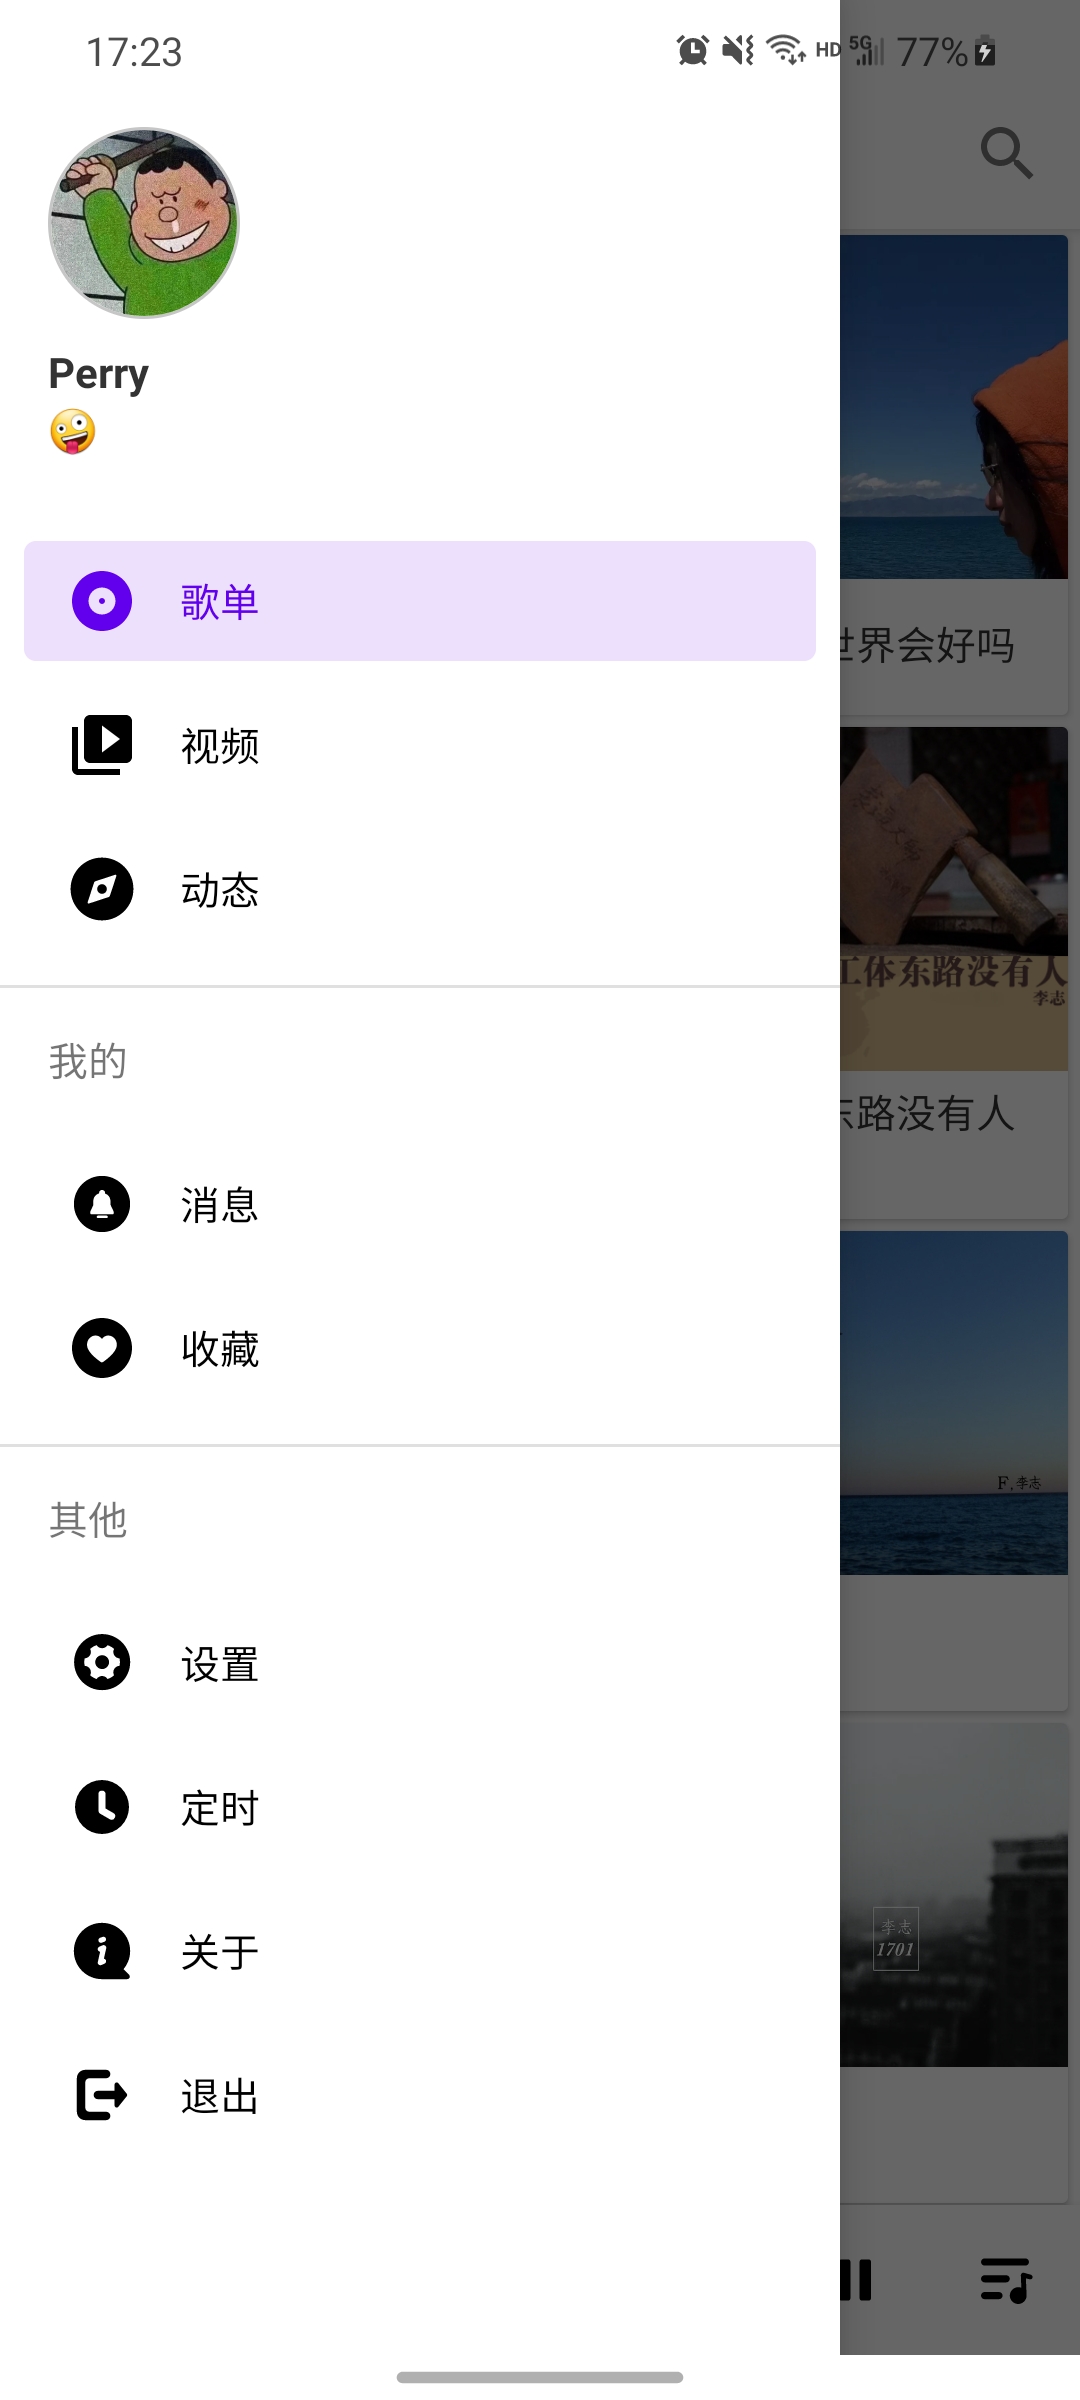 17:23
HD 5G 77%
Perry
🤪
歌单
世界会好吗
视频
动态
工体东路没有人
李志
我的
东路没有人
消息
收藏
F,李志
其他
设置
定时
李志
1701
关于
退出